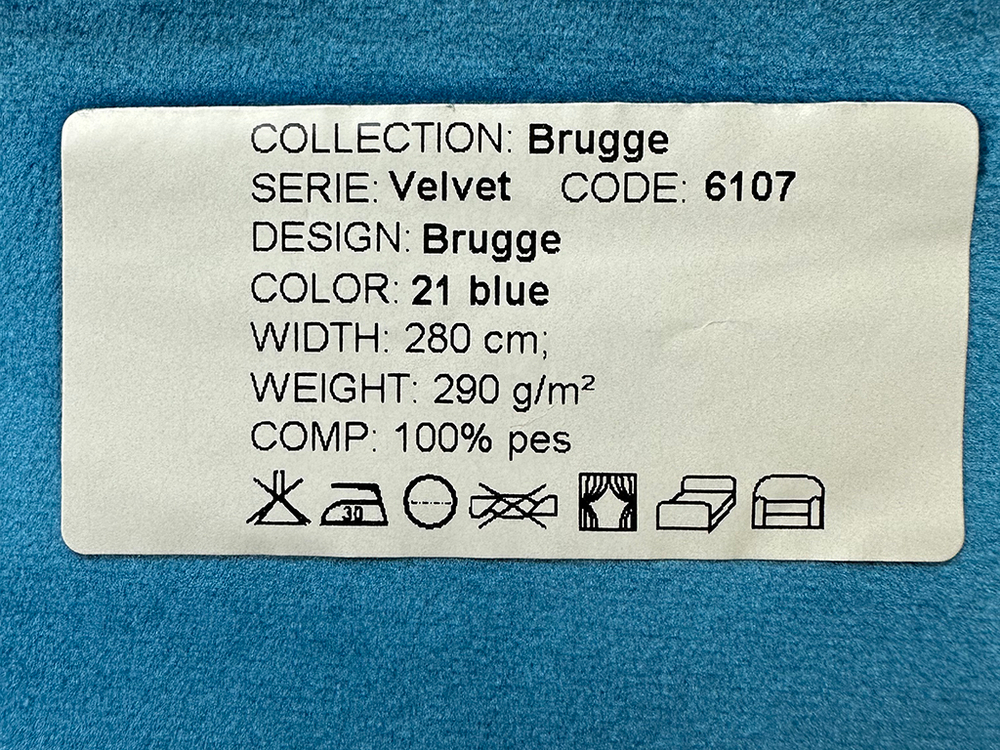 COLLECTION: Brugge
SERIE: Velvet CODE: 6107
DESIGN: Brugge
COLOR: 21 blue
WIDTH: 280 cm;
WEIGHT: 290 g/m²
COMP: 100% pes
30